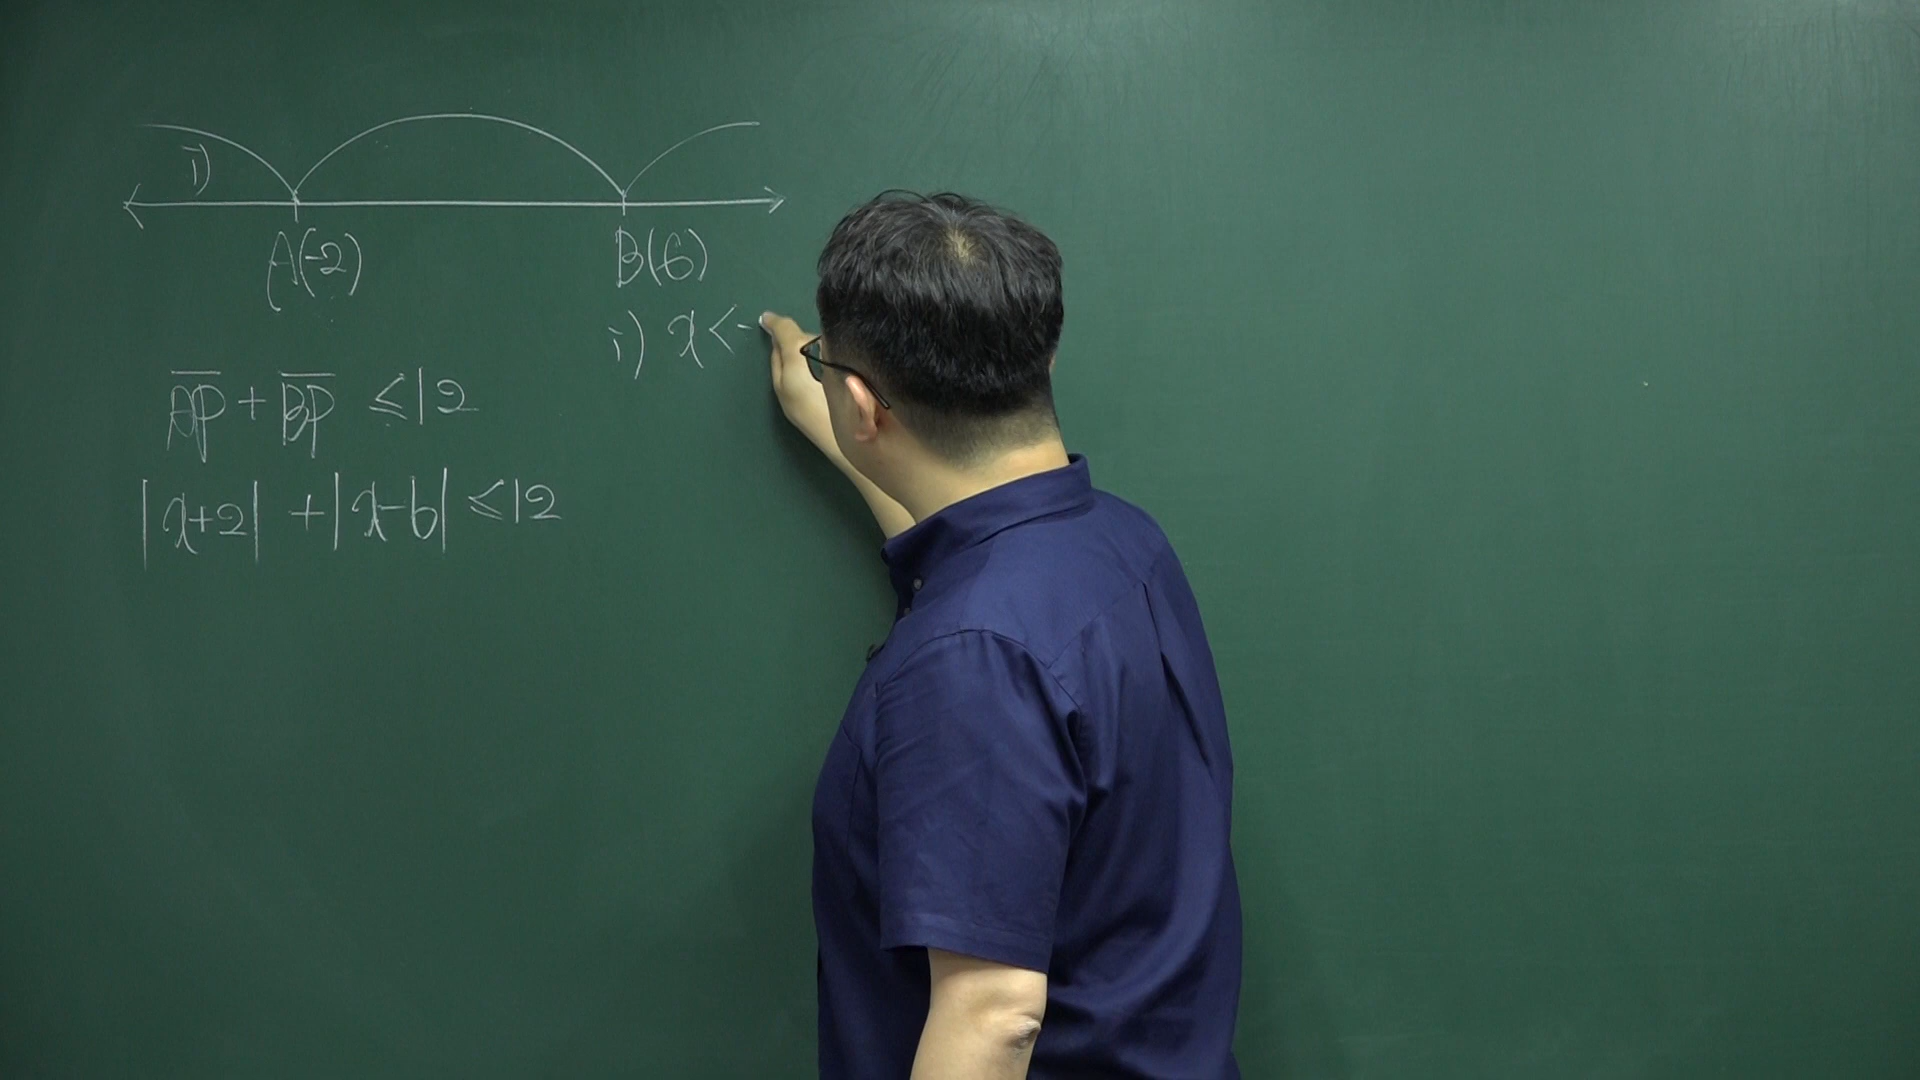 i)
A(-2) B(6)
i) x < -
AP + BP ≤ 12
|x+2| + |x-6| ≤ 12